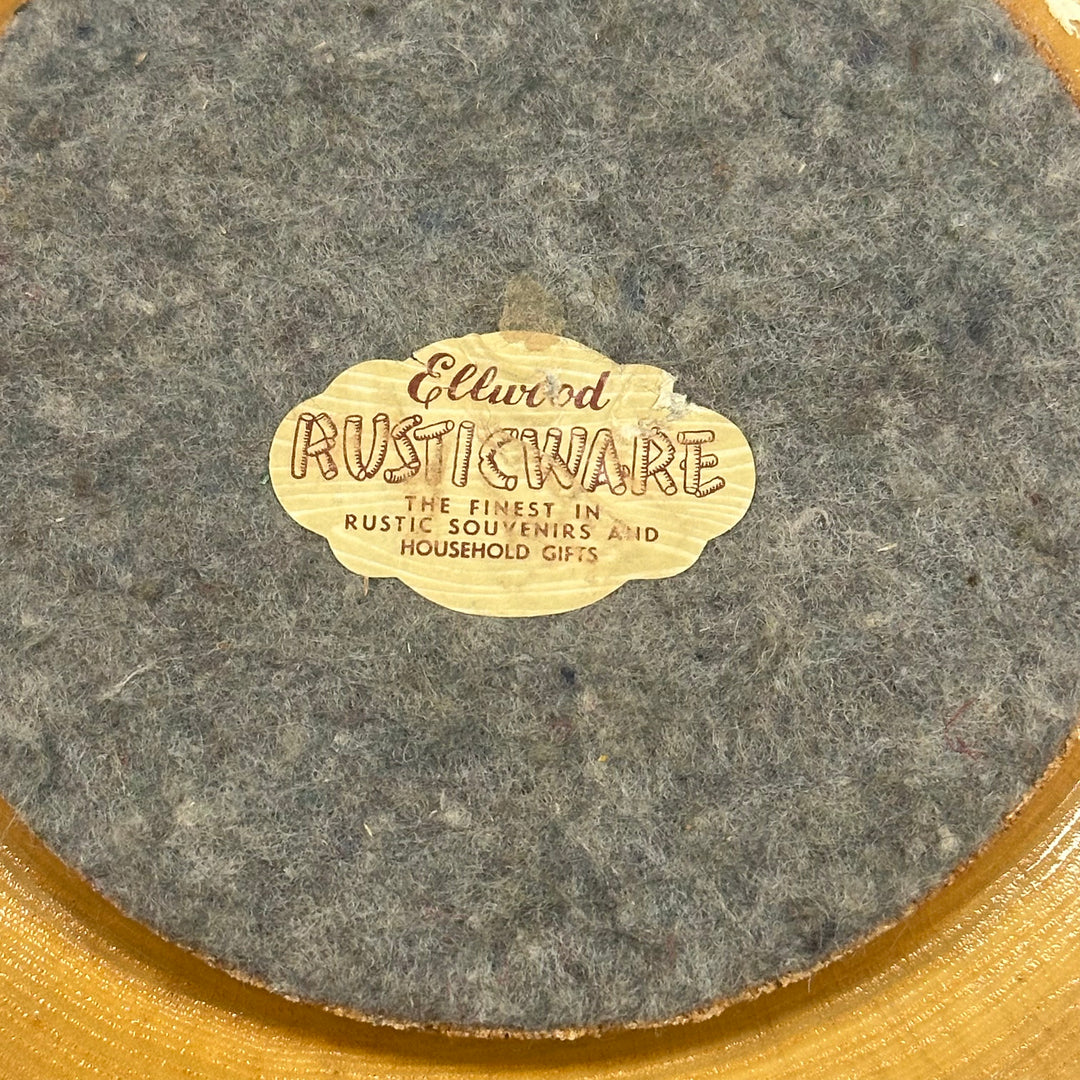 Ellwood
RUSTICWARE
THE FINEST IN
RUSTIC SOUVENIRS AND
HOUSEHOLD GIFTS